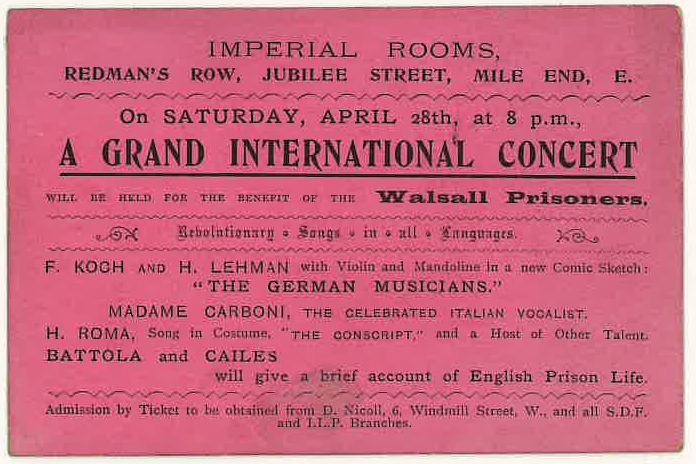 IMPERIAL ROOMS,
REDMAN'S ROW, JUBILEE STREET, MILE END, E.
On SATURDAY, APRIL 28th, at 8 p.m.,
A GRAND INTERNATIONAL CONCERT
WILL BE HELD FOR THE BENEFIT OF THE Walsall Prisoners.
Revolutionary Songs in all Languages.
F. KOCH AND H. LEHMAN with Violin and Mandoline in a new Comic Sketch:
"THE GERMAN MUSICIANS."
MADAME CARBONI, THE CELEBRATED ITALIAN VOCALIST.
H. ROMA, Song in Costume, "THE CONSCRIPT," and a Host of Other Talent.
BATTOLA and CAILES
will give a brief account of English Prison Life.
Admission by Ticket to be obtained from D. Nicoll, 6, Windmill Street, W., and all S.D.F.
and I.L.P. Branches.